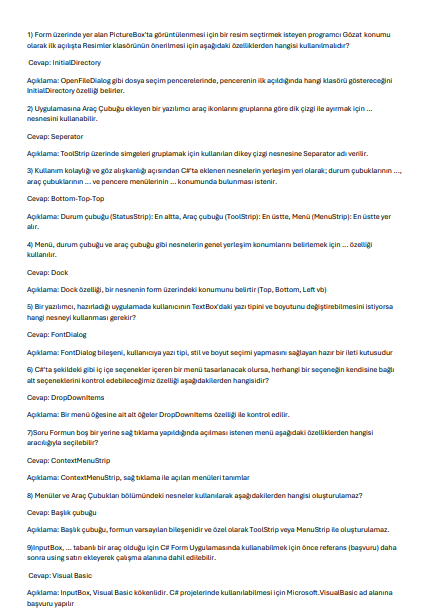 1) Form üzerinde yer alan PictureBox'ta görüntülenmesi için bir resim seçtirmek isteyen programcı Gözat konumu
olarak ilk açılışta Resimler klasörünün önerilmesi için aşağıdaki özelliklerden hangisi kullanılmalıdır?
Cevap: InitialDirectory
Açıklama: OpenFileDialog gibi dosya seçim pencerelerinde, pencerenin ilk açıldığında hangi klasörü göstereceğini
InitialDirectory özelliği belirler.
2) Uygulamasına Araç Çubuğu ekleyen bir yazılımcı araç ikonlarını gruplarına göre dik çizgi ile ayırmak için ...
nesnesini kullanabilir.
Cevap: Seperator
Açıklama: ToolStrip üzerinde simgeleri gruplamak için kullanılan dikey çizgi nesnesine Separator adı verilir.
3) Kullanım kolaylığı ve göz alışkanlığı açısından C#'ta eklenen nesnelerin yerleşim yeri olarak; durum çubuklarının ...,
araç çubuklarının ... ve pencere menülerinin ... konumunda bulunması istenir.
Cevap: Bottom-Top-Top
Açıklama: Durum çubuğu (StatusStrip): En altta, Araç çubuğu (ToolStrip): En üstte, Menü (MenuStrip): En üstte yer
alır.
4) Menü, durum çubuğu ve araç çubuğu gibi nesnelerin genel yerleşim konumlarını belirlemek için ... özelliği
kullanılır.
Cevap: Dock
Açıklama: Dock özelliği, bir nesnenin form üzerindeki konumunu belirtir (Top, Bottom, Left vb)
5) Bir yazılımcı, hazırladığı uygulamada kullanıcının TextBox'daki yazı tipini ve boyutunu değiştirebilmesini istiyorsa
hangi nesneyi kullanması gerekir?
Cevap: FontDialog
Açıklama: FontDialog bileşeni, kullanıcıya yazı tipi, stil ve boyut seçimi yapmasını sağlayan hazır bir ileti kutusudur
6) C#'ta şekildeki gibi iç içe seçenekler içeren bir menü tasarlanacak olursa, herhangi bir seçeneğin kendisine bağlı
alt seçeneklerini kontrol edebileceğimiz özelliği aşağıdakilerden hangisidir?
Cevap: DropDownItems
Açıklama: Bir menü öğesine ait alt öğeler DropDownItems özelliği ile kontrol edilir.
7)Soru Formun boş bir yerine sağ tıklama yapıldığında açılması istenen menü aşağıdaki özelliklerden hangisi
aracılığıyla seçilebilir?
Cevap: ContextMenuStrip
Açıklama: ContextMenuStrip, sağ tıklama ile açılan menüleri tanımlar
8) Menüler ve Araç Çubukları bölümündeki nesneler kullanılarak aşağıdakilerden hangisi oluşturulamaz?
Cevap: Başlık çubuğu
Açıklama: Başlık çubuğu, formun varsayılan bileşenidir ve özel olarak ToolStrip veya MenuStrip ile oluşturulamaz.
9)InputBox, ... tabanlı bir araç olduğu için C# Form Uygulamasında kullanabilmek için önce referans (başvuru) daha
sonra using satırı ekleyerek çalışma alanına dahil edilebilir.
Cevap: Visual Basic
Açıklama: InputBox, Visual Basic kökenlidir. C# projelerinde kullanılabilmesi için Microsoft.VisualBasic ad alanına
başvuru yapılır